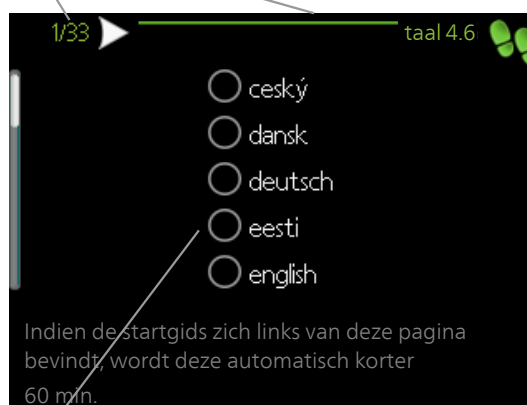 1/33
taal 4.6
ceský
dansk
deutsch
eesti
english
Indien de startgids zich links van deze pagina
bevindt, wordt deze automatisch korter
60 min.